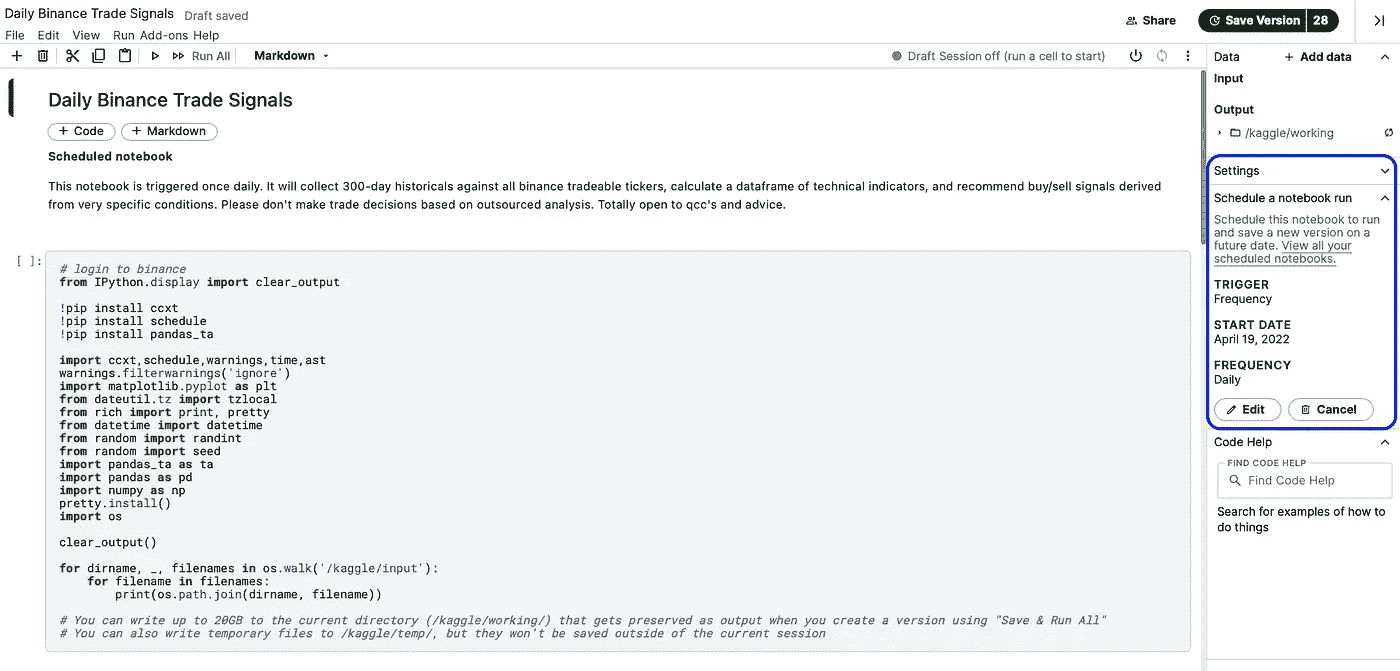 Daily Binance Trade Signals Draft saved
File Edit View Run Add-ons Help
Share
Save Version 28
Run All
Markdown
Draft Session off (run a cell to start)
Daily Binance Trade Signals
+ Code + Markdown
Scheduled notebook
This notebook is triggered once daily. It will collect 300-day historicals against all binance tradeable tickers, calculate a dataframe of technical indicators, and recommend buy/sell signals derived
from very specific conditions. Please don't make trade decisions based on outsourced analysis. Totally open to qcc's and advice.
[ ]:
# login to binance
from IPython.display import clear_output
!pip install ccxt
!pip install schedule
!pip install pandas_ta
import ccxt,schedule,warnings,time,ast
warnings.filterwarnings('ignore')
import matplotlib.pyplot as plt
from dateutil.tz import tzlocal
from rich import print, pretty
from datetime import datetime
from random import randint
from random import seed
import pandas_ta as ta
import pandas as pd
import numpy as np
pretty.install()
import os
clear_output()
for dirname, _, filenames in os.walk('/kaggle/input'):
    for filename in filenames:
        print(os.path.join(dirname, filename))
# You can write up to 20GB to the current directory (/kaggle/working/) that gets preserved as output when you create a version using "Save & Run All"
# You can also write temporary files to /kaggle/temp/, but they won't be saved outside of the current session
Data
+ Add data
Input
Output
/kaggle/working
Settings
Schedule a notebook run
Schedule this notebook to run
and save a new version on a
future date. View all your
scheduled notebooks.
TRIGGER
Frequency
START DATE
April 19, 2022
FREQUENCY
Daily
Edit
Cancel
Code Help
FIND CODE HELP
Find Code Help
Search for examples of how to
do things